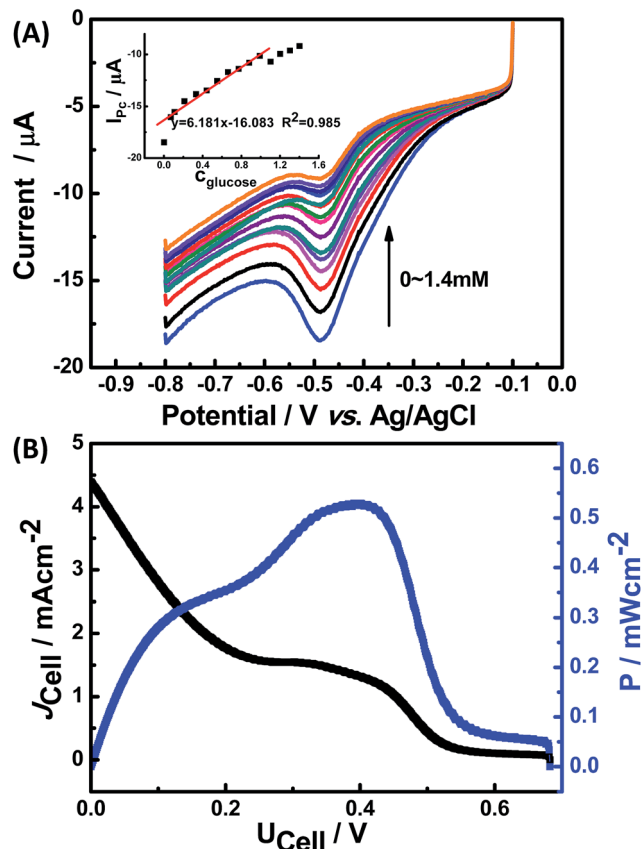 (A)
Current / μA
0
-5
-10
-15
-20
I_Pc / μA
-10
-15
-20
y=6.181x-16.083 R²=0.985
0.0 0.4 0.8 1.2 1.6
c_glucose
0~1.4mM
-0.9 -0.8 -0.7 -0.6 -0.5 -0.4 -0.3 -0.2 -0.1 0.0
Potential / V vs. Ag/AgCl
(B)
J_Cell / mAcm-2
5
4
3
2
1
0
0.6
0.5
0.4
0.3
0.2
0.1
0.0
P / mWcm-2
0.0 0.2 0.4 0.6
U_Cell / V